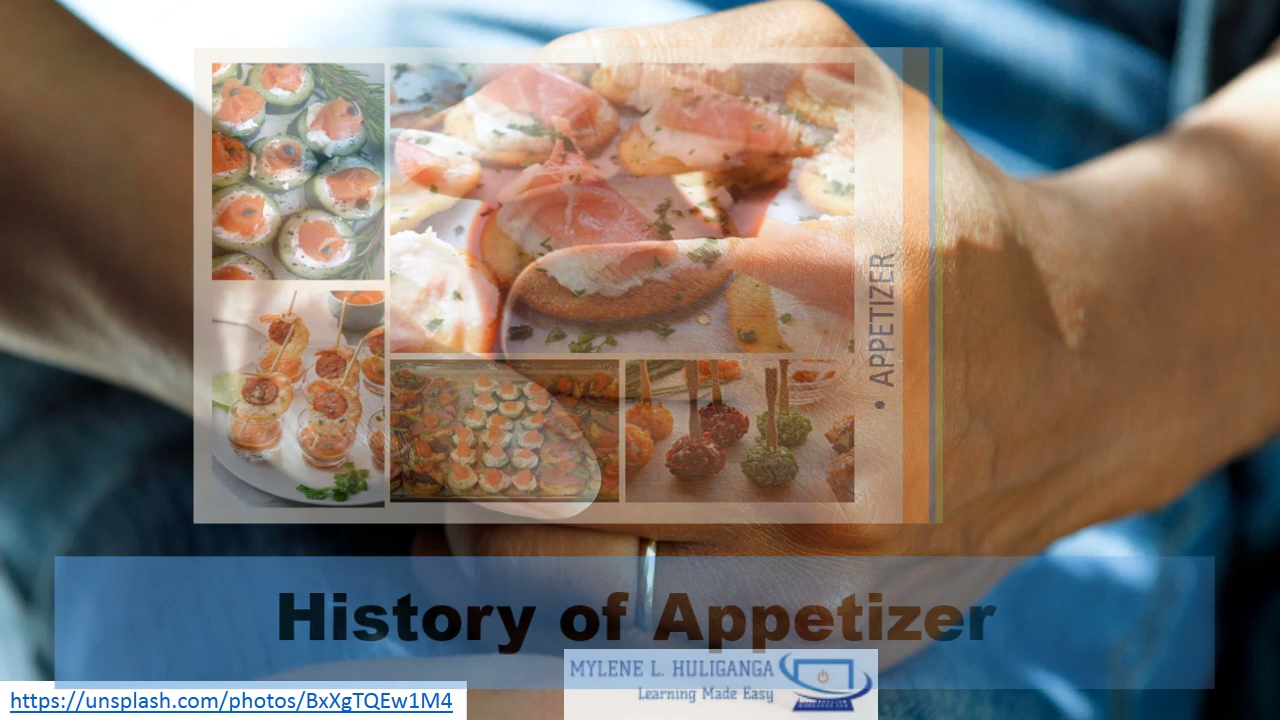 • APPETIZER
History of Appetizer
MYLENE L. HULIGANGA
Learning Made Easy
https://unsplash.com/photos/BxXgTQEw1M4